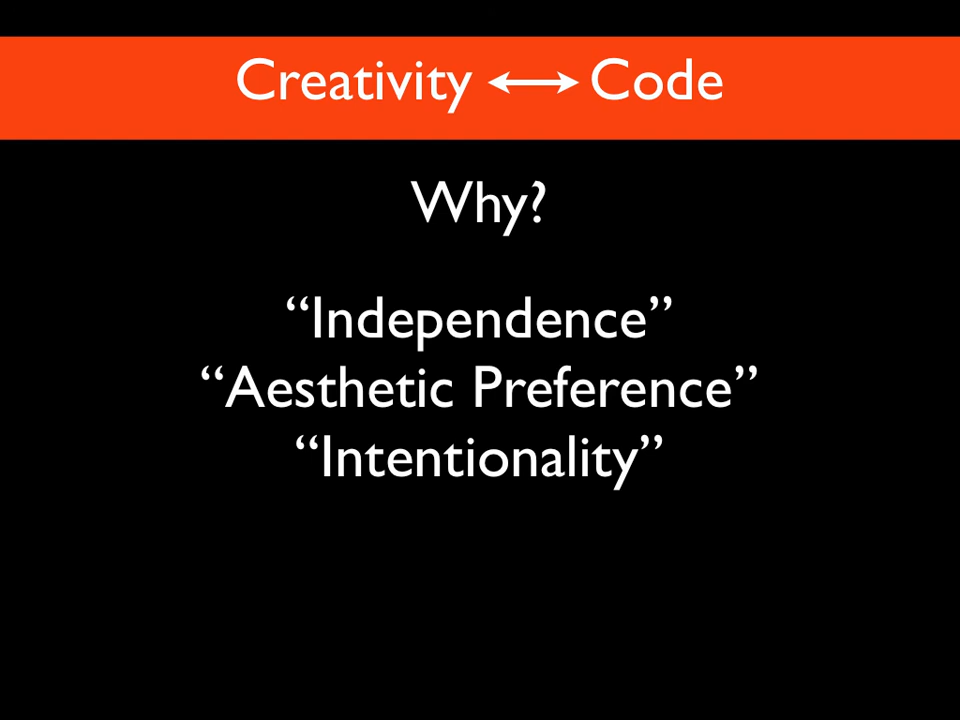 Creativity ⟷ Code
Why?
“Independence”
“Aesthetic Preference”
“Intentionality”